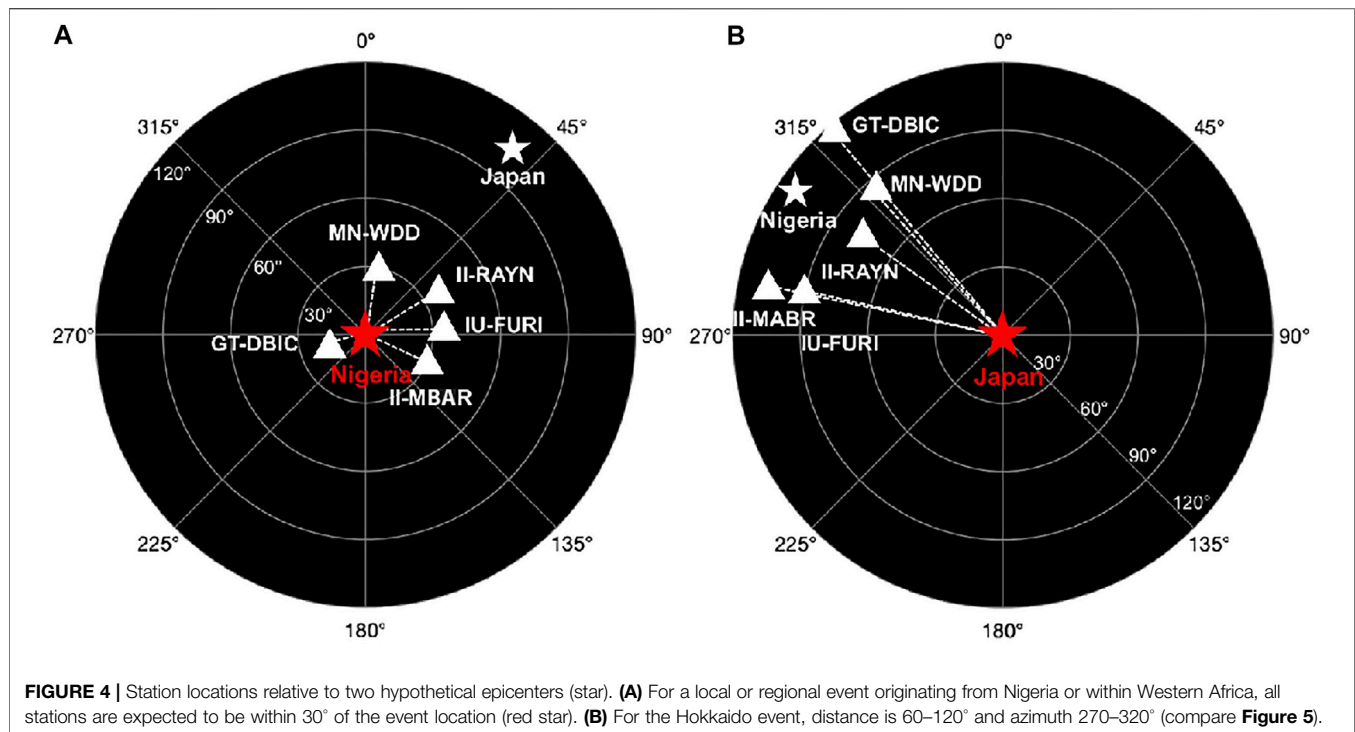 A
0°
315°
45°
120°
90°
60°
30°
Japan
MN-WDD
II-RAYN
IU-FURI
270°
90°
GT-DBIC
Nigeria
II-MBAR
225°
135°
180°
B
0°
315°
GT-DBIC
45°
MN-WDD
Nigeria
II-RAYN
II-MABR
IU-FURI
270°
90°
Japan
30°
60°
90°
120°
225°
135°
180°
FIGURE 4 | Station locations relative to two hypothetical epicenters (star). (A) For a local or regional event originating from Nigeria or within Western Africa, all
stations are expected to be within 30° of the event location (red star). (B) For the Hokkaido event, distance is 60–120° and azimuth 270–320° (compare Figure 5).